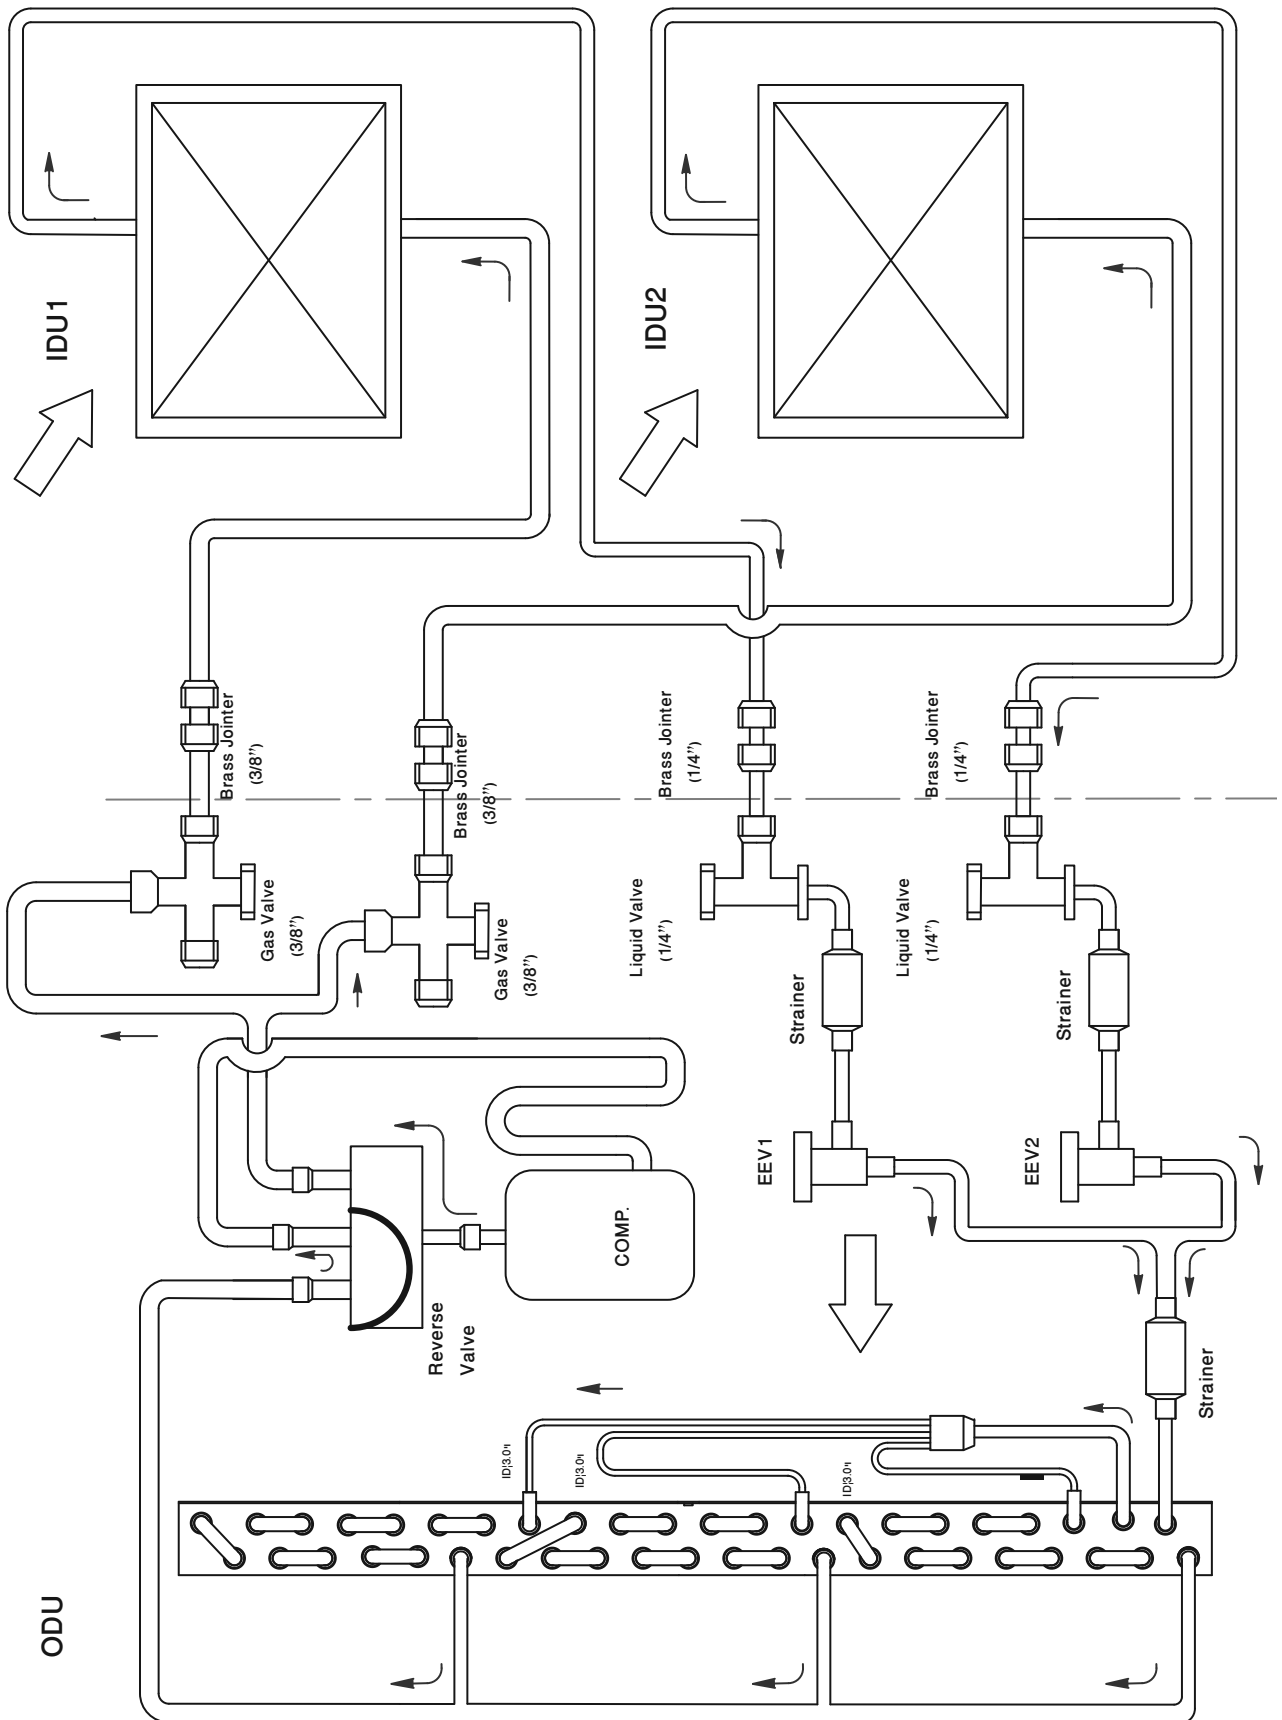 IDU1
IDU2
Brass Jointer
(3/8")
Brass Jointer
(3/8")
Brass Jointer
(1/4")
Brass Jointer
(1/4")
Gas Valve
(3/8")
Gas Valve
(3/8")
Liquid Valve
(1/4")
Liquid Valve
(1/4")
Strainer
Strainer
EEV1
EEV2
COMP.
Reverse
Valve
Strainer
ODU